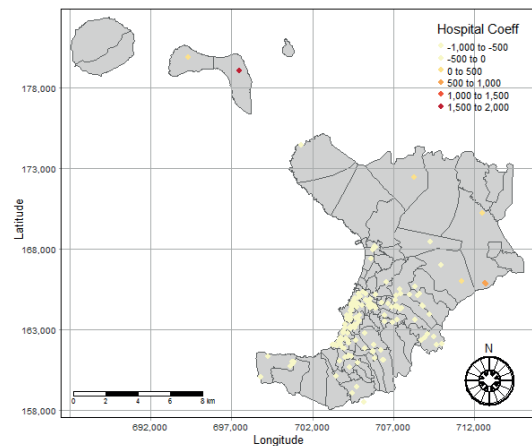 Hospital Coeff
-1,000 to -500
-500 to 0
0 to 500
500 to 1,000
1,000 to 1,500
1,500 to 2,000
178,000
173,000
168,000
163,000
158,000
Latitude
N
0 2 4 6 8 km
692,000 697,000 702,000 707,000 712,000
Longitude